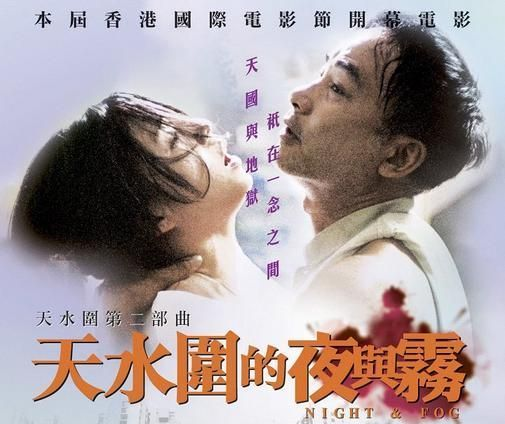 本屆香港國際電影節開幕電影
天國與地獄
祇在一念之間
天水圍第二部曲
天水圍的夜與霧
NIGHT & FOG